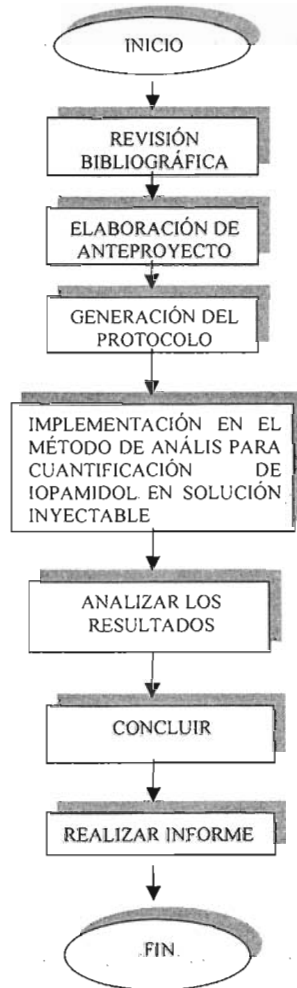 INICIO
REVISIÓN
BIBLIOGRÁFICA
ELABORACIÓN DE
ANTEPROYECTO
GENERACIÓN DEL
PROTOCOLO
IMPLEMENTACIÓN EN EL
MÉTODO DE ANÁLIS PARA
CUANTIFICACIÓN DE
IOPAMIDOL EN SOLUCIÓN
INYECTABLE
ANALIZAR LOS
RESULTADOS
CONCLUIR
REALIZAR INFORME
FIN